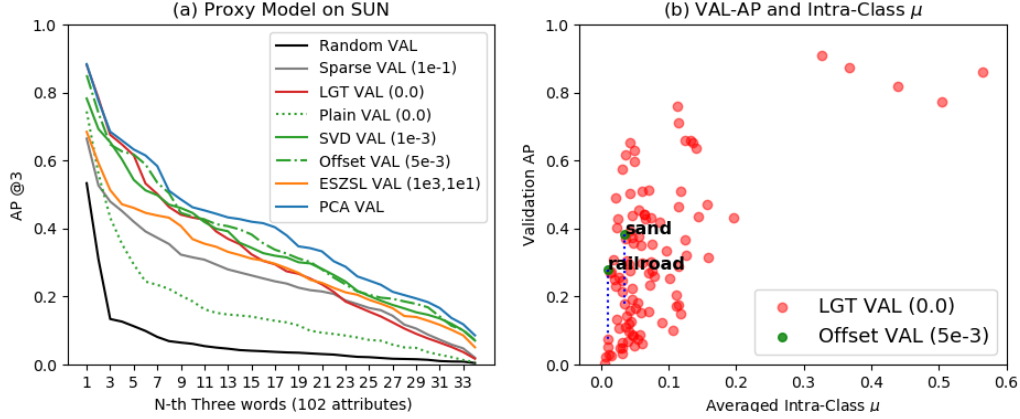 (a) Proxy Model on SUN
1.0
0.8
0.6
0.4
0.2
0.0
AP @3
Random VAL
Sparse VAL (1e-1)
LGT VAL (0.0)
Plain VAL (0.0)
SVD VAL (1e-3)
Offset VAL (5e-3)
ESZSL VAL (1e3,1e1)
PCA VAL
1 3 5 7 9 11 13 15 17 19 21 23 25 27 29 31 33
N-th Three words (102 attributes)
(b) VAL-AP and Intra-Class μ
1.0
0.8
0.6
0.4
0.2
0.0
Validation AP
sand
railroad
LGT VAL (0.0)
Offset VAL (5e-3)
0.0 0.1 0.2 0.3 0.4 0.5 0.6
Averaged Intra-Class μ